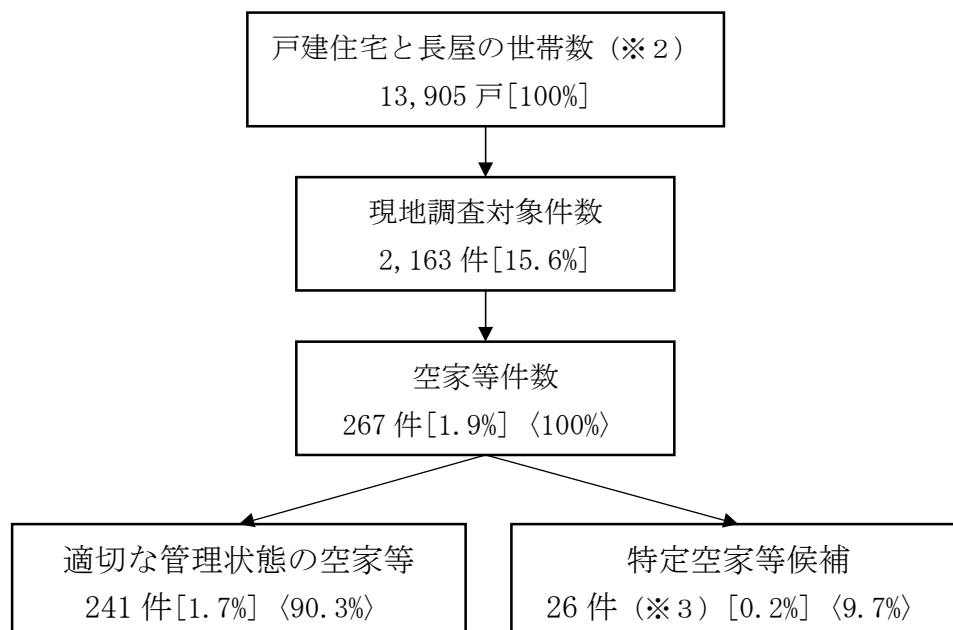 戸建住宅と長屋の世帯数（※２）
13,905 戸[100%]
現地調査対象件数
2,163 件[15.6%]
空家等件数
267 件[1.9%]〈100%〉
適切な管理状態の空家等
241 件[1.7%]〈90.3%〉
特定空家等候補
26 件（※３）[0.2%]〈9.7%〉